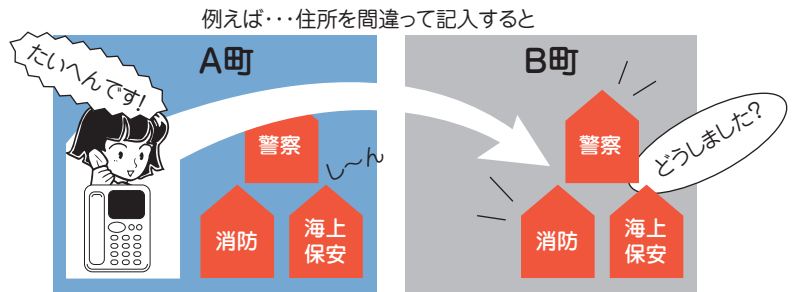 例えば・・・住所を間違って記入すると
A町
B町
たいへんです!
警察
し〜ん
消防
海上
保安
警察
どうしました?
消防
海上
保安